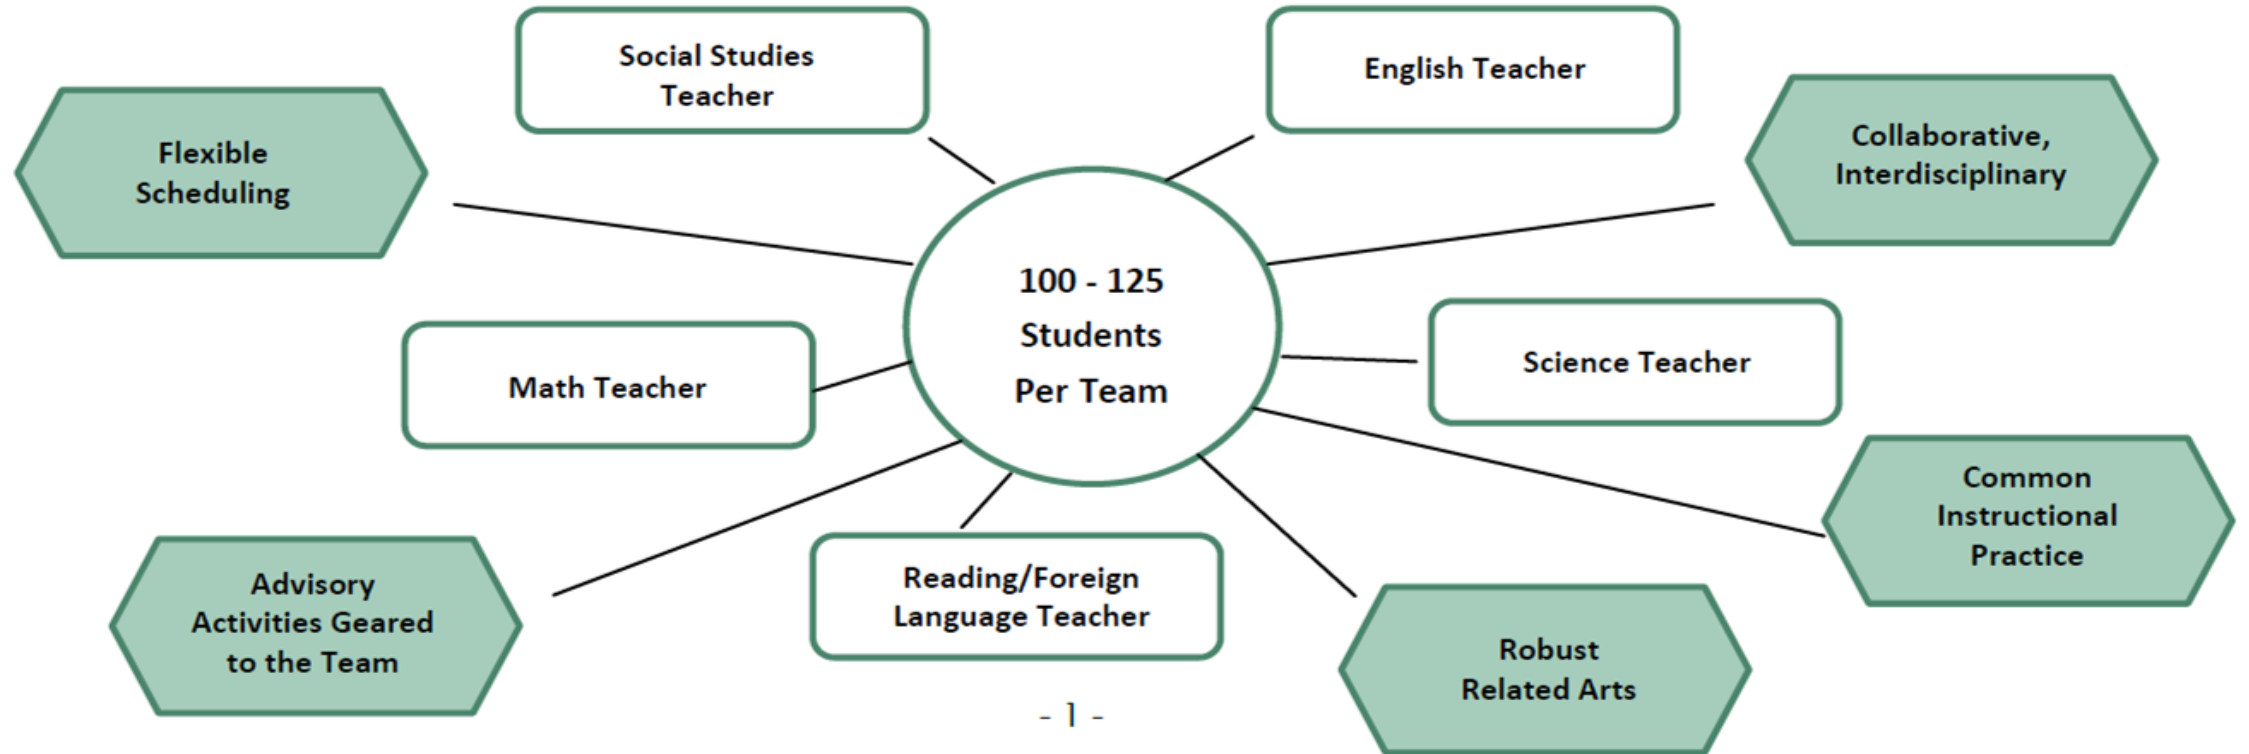 Social Studies
Teacher
English Teacher
Flexible
Scheduling
Collaborative,
Interdisciplinary
100 - 125
Students
Per Team
Math Teacher
Science Teacher
Advisory
Activities Geared
to the Team
Reading/Foreign
Language Teacher
Common
Instructional
Practice
Robust
Related Arts
- 1 -